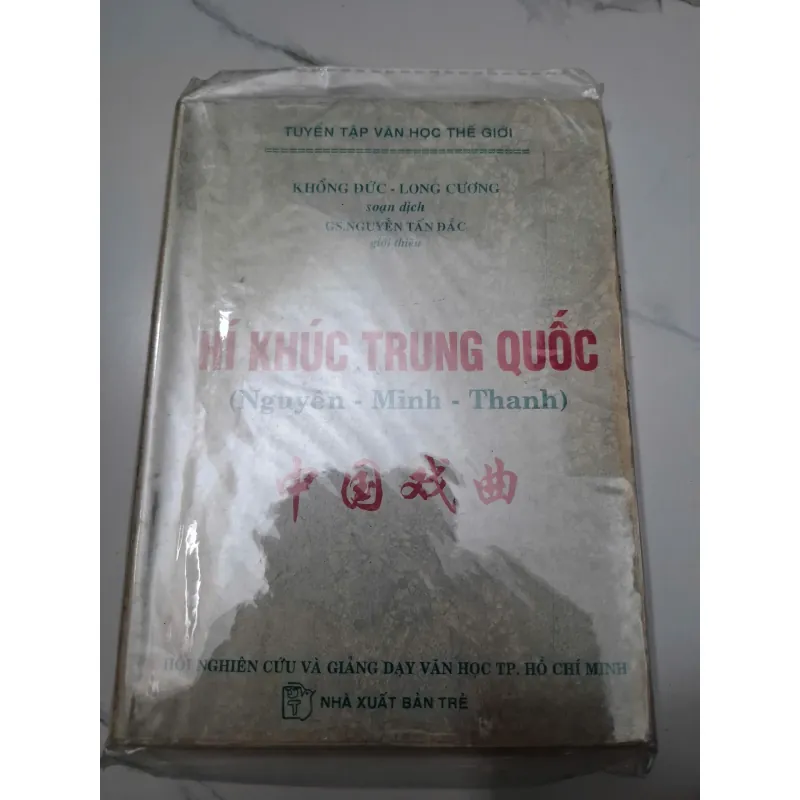 TUYỂN TẬP VĂN HỌC THẾ GIỚI
KHỔNG ĐỨC - LONG CƯƠNG
soạn dịch
GS.NGUYỄN TẤN ĐẮC
giới thiệu
HÍ KHÚC TRUNG QUỐC
(Nguyên - Minh - Thanh)
中国戏曲
HỘI NGHIÊN CỨU VÀ GIẢNG DẠY VĂN HỌC TP. HỒ CHÍ MINH
NHÀ XUẤT BẢN TRẺ